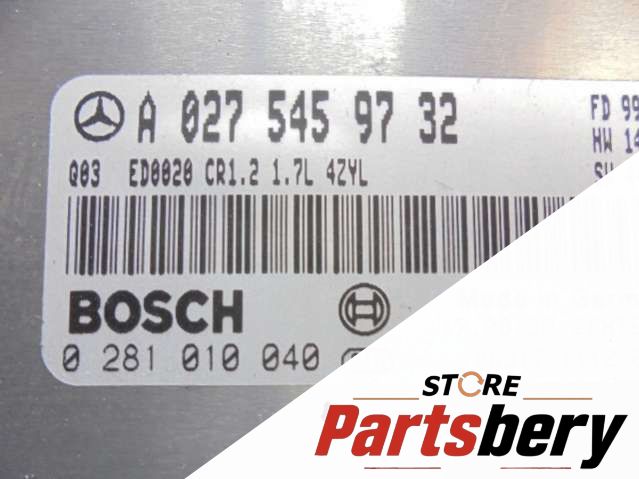 A 027 545 97 32
FD 99
HW 14
Q03 ED0020 CR1.2 1.7L 4ZYL
BOSCH
0 281 010 040
STORE
Partsbery